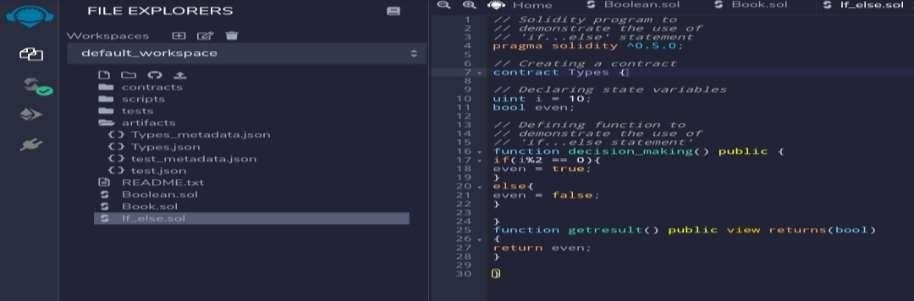 FILE EXPLORERS
Workspaces
default_workspace
contracts
scripts
tests
artifacts
Types_metadata.json
Types.json
test_metadata.json
test.json
README.txt
Boolean.sol
Book.sol
If_else.sol
Home
Boolean.sol
Book.sol
If_else.sol
1 // Solidity program to
2 // demonstrate the use of
3 // 'if...else' statement
4 pragma solidity ^0.5.0;
5
6 // Creating a contract
7 contract Types {
8
9 // Declaring state variables
10 uint i = 10;
11 bool even;
12
13 // Defining function to
14 // demonstrate the use of
15 // 'if...else statement'
16 function decision_making() public {
17 if(i%2 == 0){
18 even = true;
19 }
20 else{
21 even = false;
22 }
23
24 }
25 function getresult() public view returns(bool)
26 {
27 return even;
28 }
29
30 }